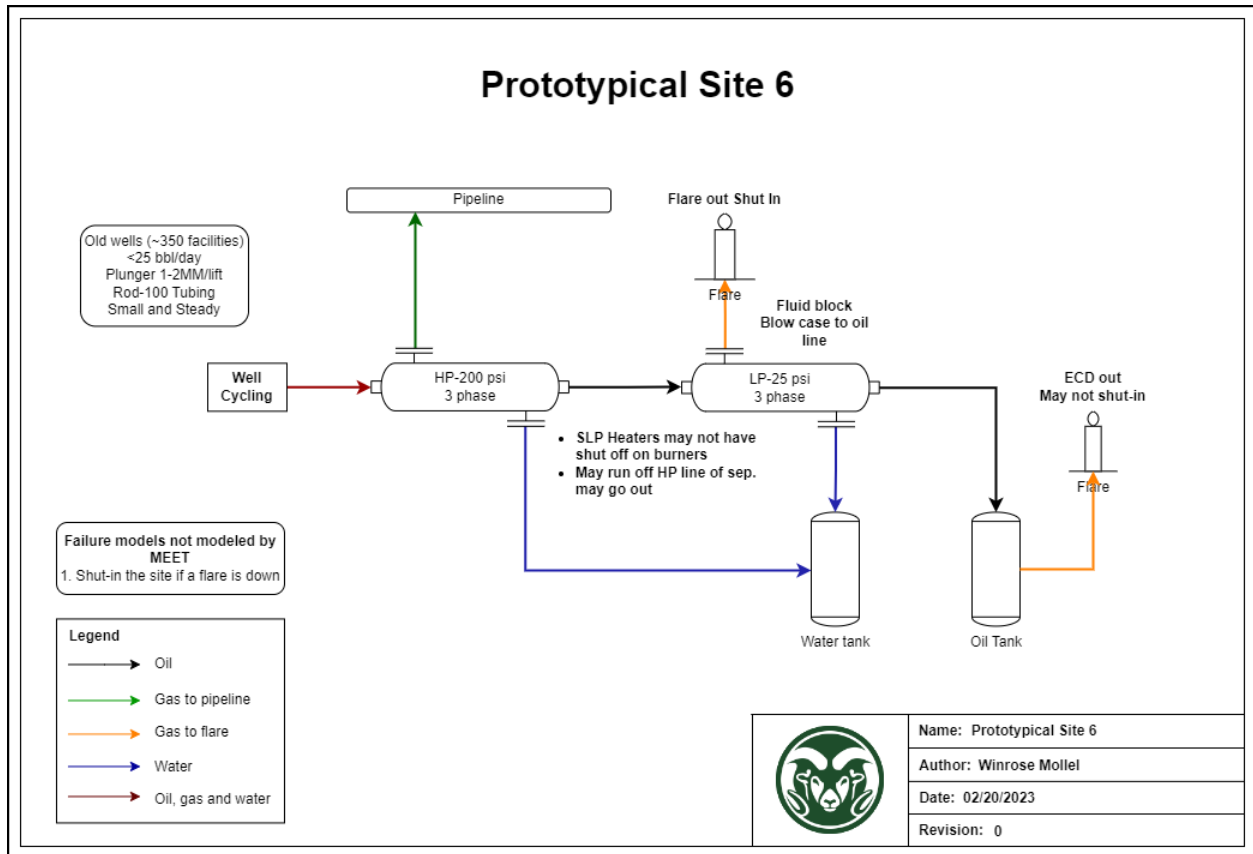 Prototypical Site 6
Pipeline
Flare out Shut In
Old wells (~350 facilities)
<25 bbl/day
Plunger 1-2MM/lift
Rod-100 Tubing
Small and Steady
Flare
Fluid block
Blow case to oil
line
Well
Cycling
HP-200 psi
3 phase
LP-25 psi
3 phase
ECD out
May not shut-in
• SLP Heaters may not have
shut off on burners
• May run off HP line of sep.
may go out
Flare
Failure models not modeled by
MEET
1. Shut-in the site if a flare is down
Water tank
Oil Tank
Legend
Oil
Gas to pipeline
Gas to flare
Water
Oil, gas and water
Name: Prototypical Site 6
Author: Winrose Mollel
Date: 02/20/2023
Revision: 0